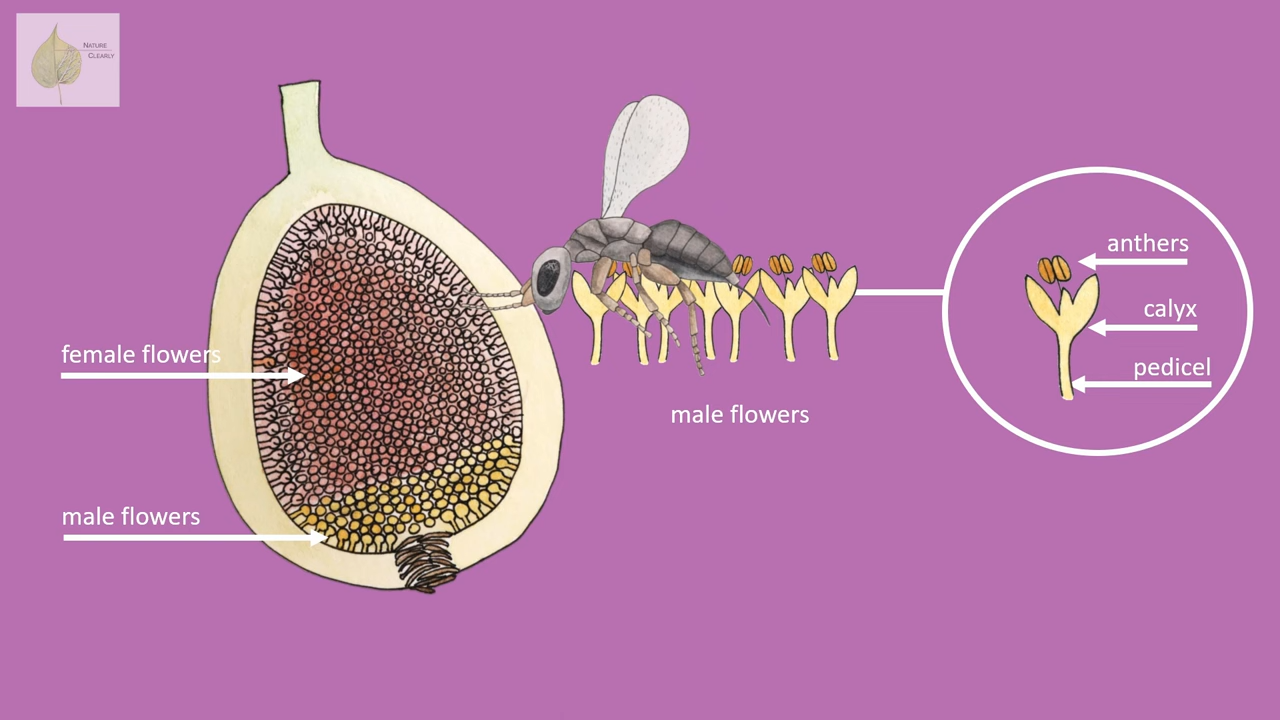 Nature
Clearly
anthers
calyx
female flowers
pedicel
male flowers
male flowers